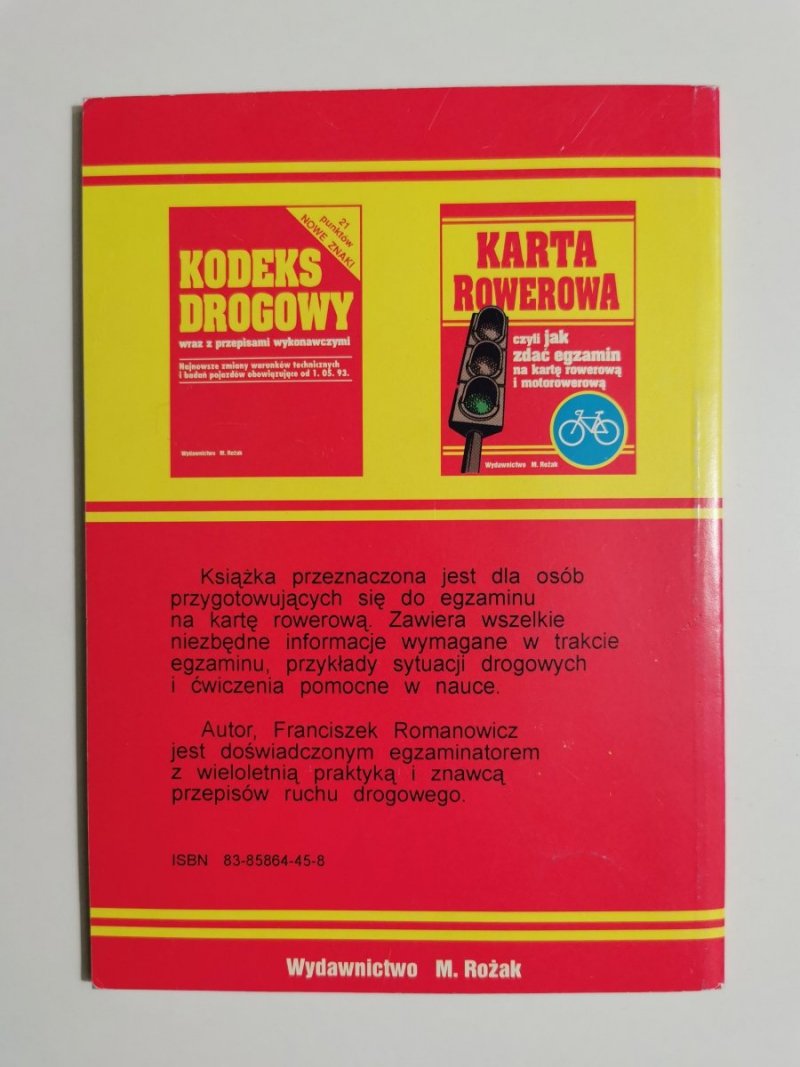 21
punktów
NOWE ZNAKI
KODEKS
DROGOWY
wraz z przepisami wykonawczymi
Najnowsze zmiany warunków technicznych
i badań pojazdów obowiązujące od 1. 05. 93.
Wydawnictwo M. Rożak
KARTA
ROWEROWA
czyli jak
zdać egzamin
na kartę rowerową
i motorowerową
Wydawnictwo M. Rożak
Książka przeznaczona jest dla osób
przygotowujących się do egzaminu
na kartę rowerową. Zawiera wszelkie
niezbędne informacje wymagane w trakcie
egzaminu, przykłady sytuacji drogowych
i ćwiczenia pomocne w nauce.
Autor, Franciszek Romanowicz
jest doświadczonym egzaminatorem
z wieloletnią praktyką i znawcą
przepisów ruchu drogowego.
ISBN 83-85864-45-8
Wydawnictwo M. Rożak